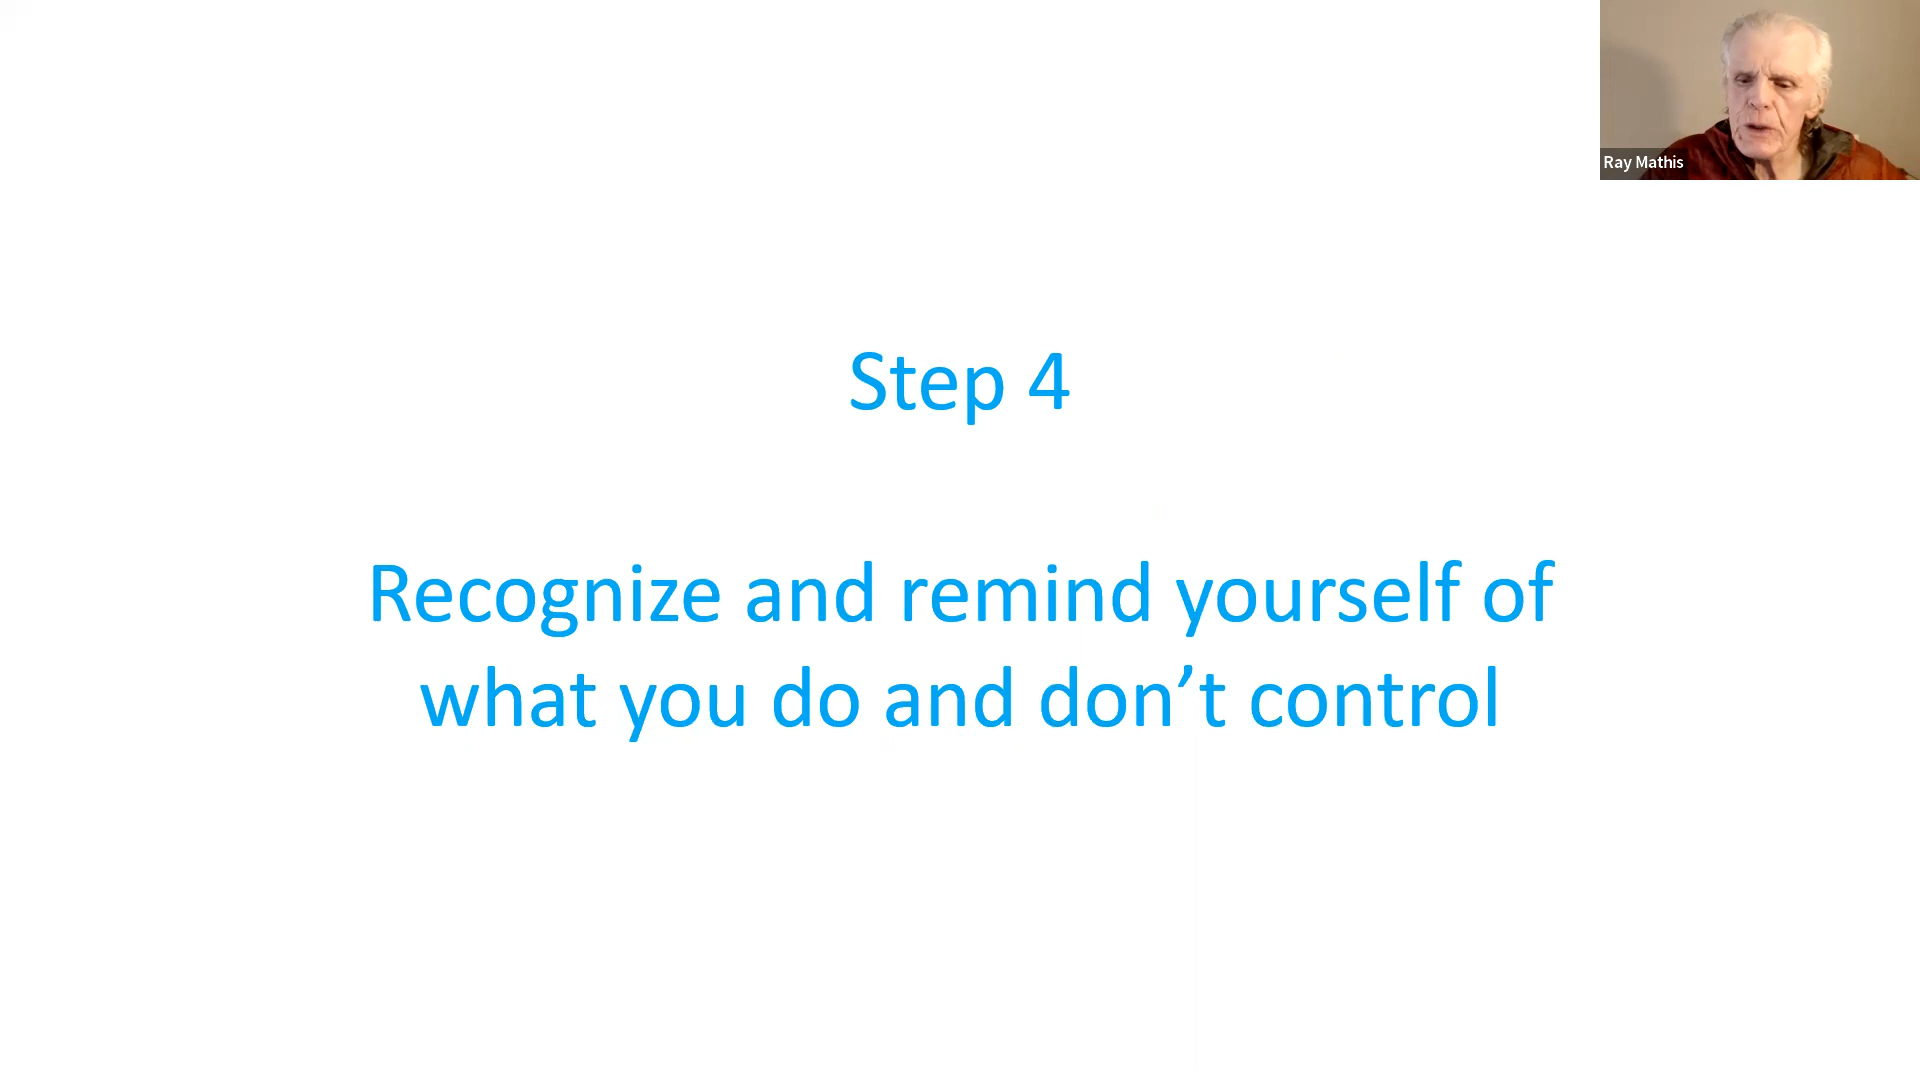 Ray Mathis
Step 4
Recognize and remind yourself of
what you do and don’t control